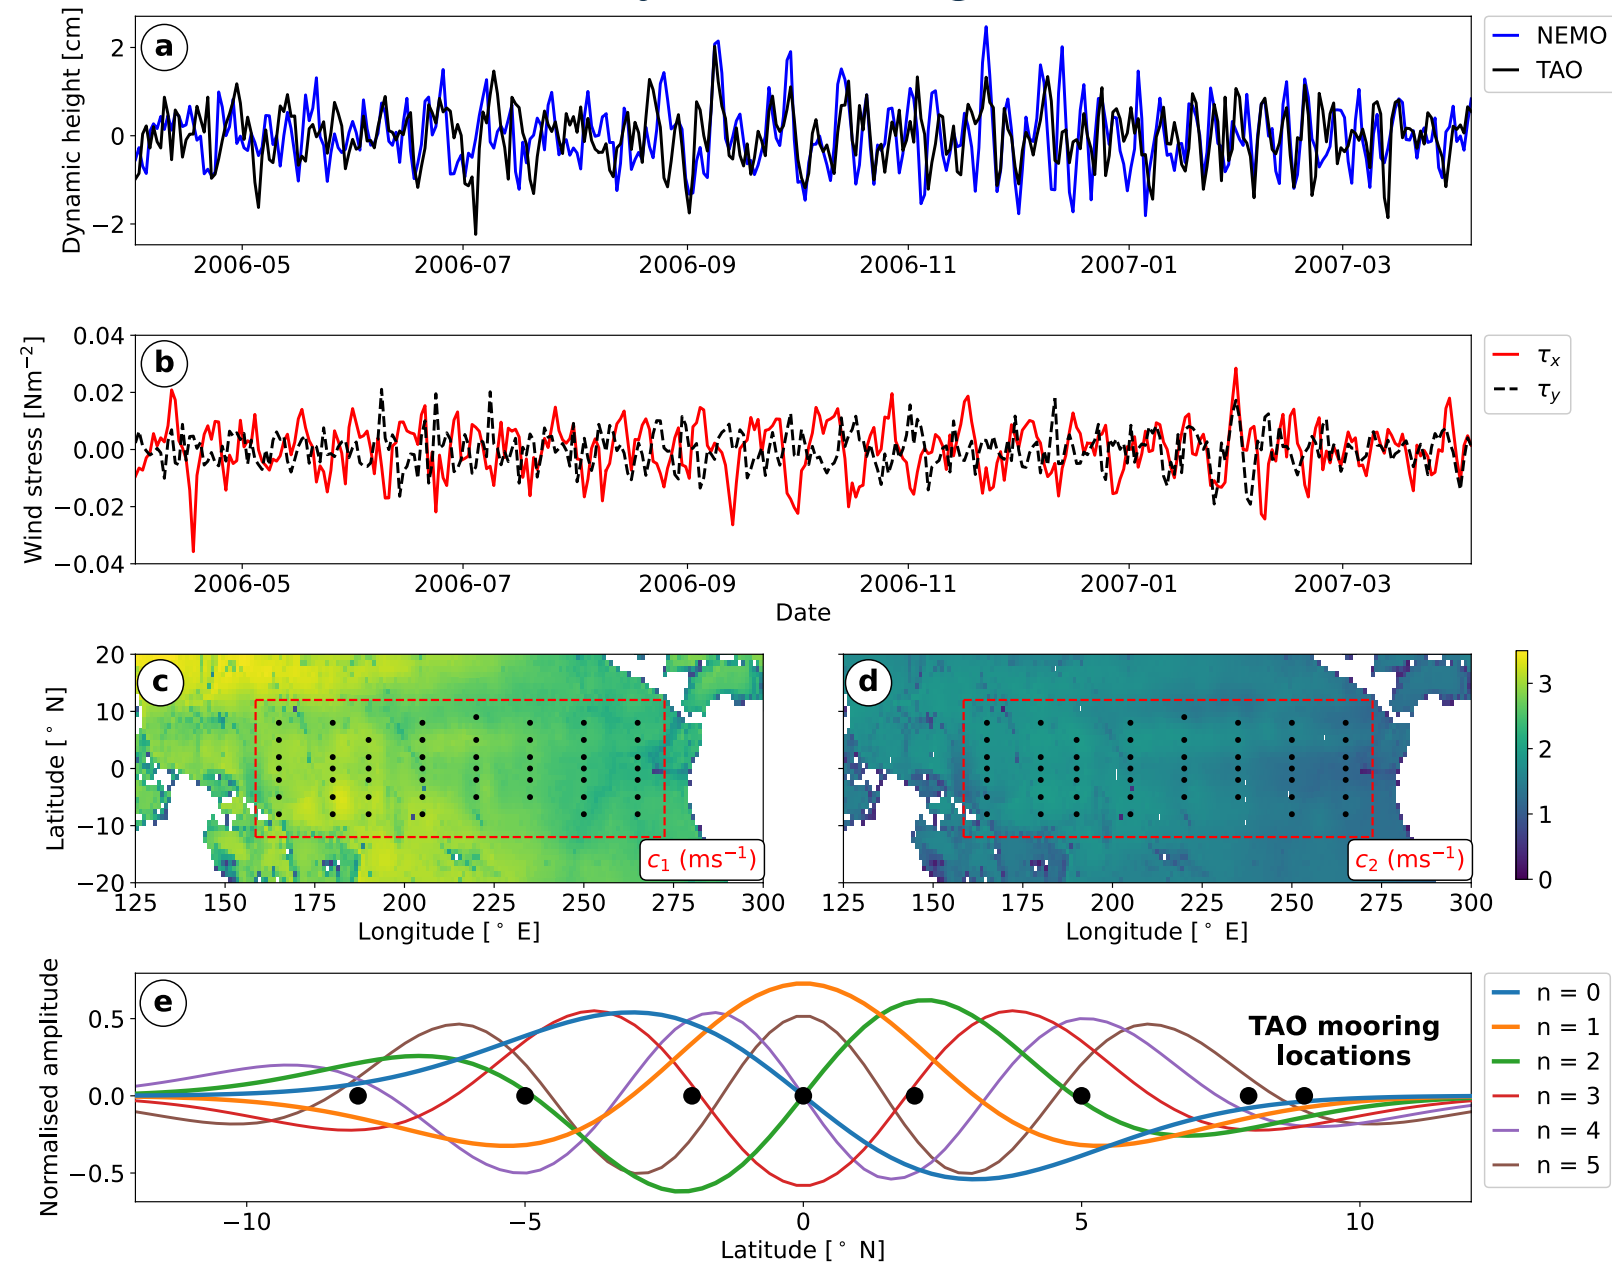 a
Dynamic height [cm]
2
0
−2
2006-05 2006-07 2006-09 2006-11 2007-01 2007-03
NEMO
TAO
b
Wind stress [Nm−2]
0.04
0.02
0.00
−0.02
−0.04
2006-05 2006-07 2006-09 2006-11 2007-01 2007-03
Date
τx
τy
c
Latitude [° N]
20
10
0
−10
−20
c1 (ms−1)
125 150 175 200 225 250 275 300
Longitude [° E]
d
c2 (ms−1)
125 150 175 200 225 250 275 300
Longitude [° E]
3
2
1
0
e
Normalised amplitude
0.5
0.0
−0.5
TAO mooring
locations
−10 −5 0 5 10
Latitude [° N]
n = 0
n = 1
n = 2
n = 3
n = 4
n = 5